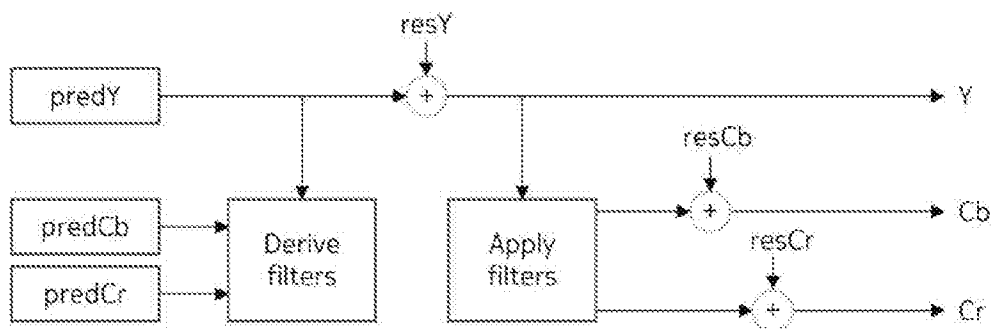 resY
predY
+
Y
resCb
predCb
Derive
filters
Apply
filters
+
Cb
resCr
predCr
+
Cr